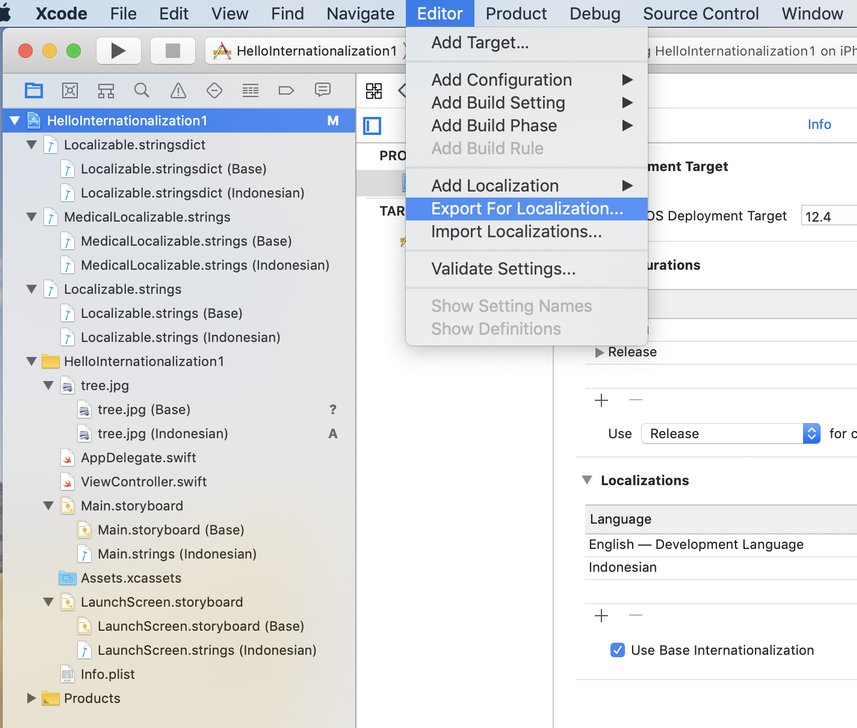 Xcode File Edit View Find Navigate Editor Product Debug Source Control Window
HelloInternationalization1
HelloInternationalization1 on iPh
Add Target...
Add Configuration
Add Build Setting
Add Build Phase
Add Build Rule
Add Localization
Export For Localization...
Import Localizations...
Validate Settings...
Show Setting Names
Show Definitions
HelloInternationalization1 M
Localizable.stringsdict
Localizable.stringsdict (Base)
Localizable.stringsdict (Indonesian)
MedicalLocalizable.strings
MedicalLocalizable.strings (Base)
MedicalLocalizable.strings (Indonesian)
Localizable.strings
Localizable.strings (Base)
Localizable.strings (Indonesian)
HelloInternationalization1
tree.jpg
tree.jpg (Base) ?
tree.jpg (Indonesian) A
AppDelegate.swift
ViewController.swift
Main.storyboard
Main.storyboard (Base)
Main.strings (Indonesian)
Assets.xcassets
LaunchScreen.storyboard
LaunchScreen.storyboard (Base)
LaunchScreen.strings (Indonesian)
Info.plist
Products
PRO
TAR
Info
ment Target
OS Deployment Target 12.4
urations
Release
Use Release for c
Localizations
Language
English — Development Language
Indonesian
Use Base Internationalization